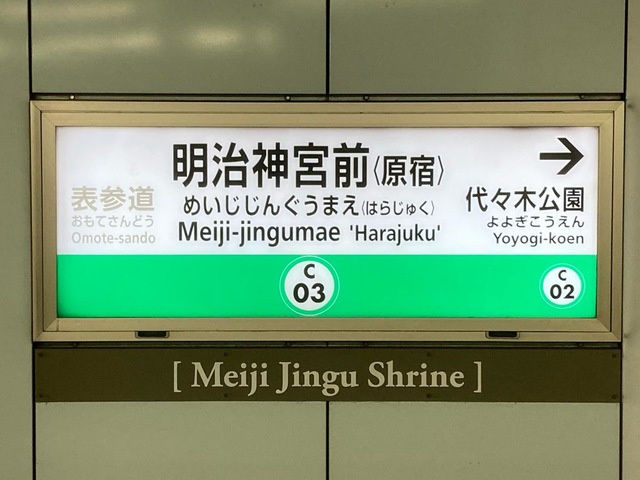 明治神宮前〈原宿〉
めいじじんぐうまえ〈はらじゅく〉
Meiji-jingumae 'Harajuku'
表参道
おもてさんどう
Omote-sando
→
代々木公園
よよぎこうえん
Yoyogi-koen
C
03
C
02
[ Meiji Jingu Shrine ]